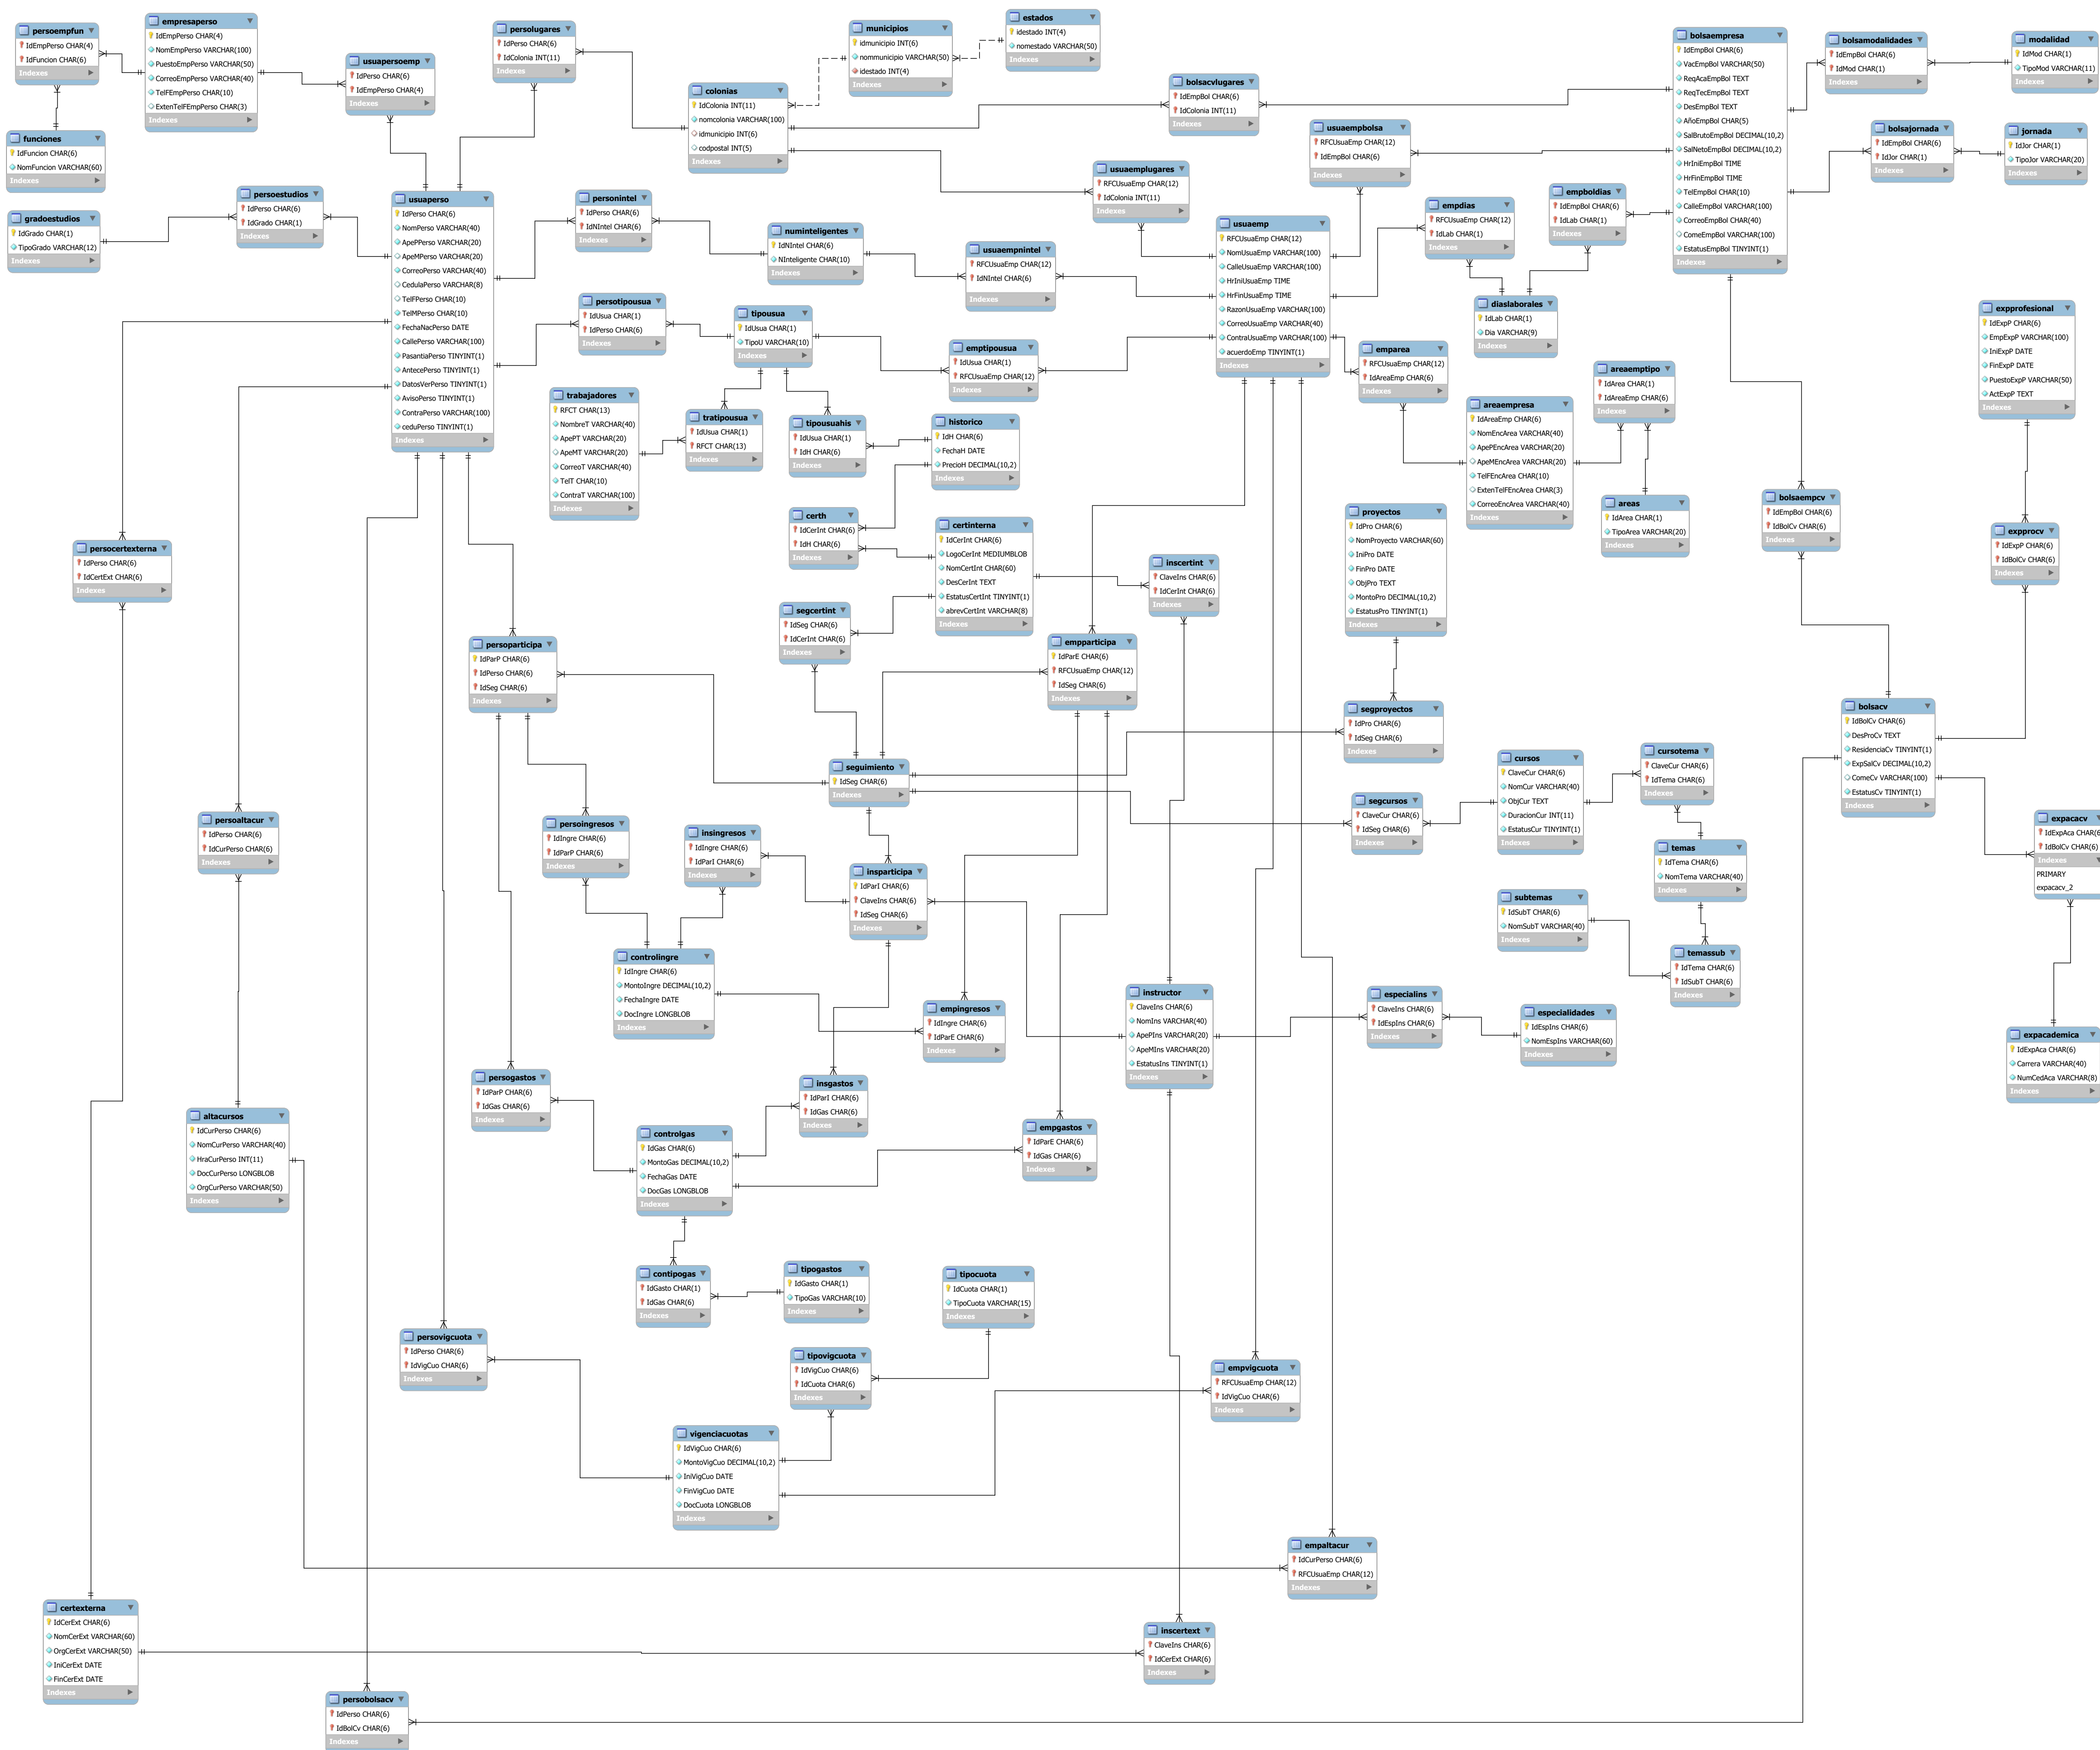 persoempfun
IdEmpPerso CHAR(4)
IdFuncion CHAR(6)
Indexes
empresaperso
IdEmpPerso CHAR(4)
NomEmpPerso VARCHAR(100)
PuestoEmpPerso VARCHAR(50)
CorreoEmpPerso VARCHAR(40)
TelFEmpPerso CHAR(10)
ExtenTelFEmpPerso CHAR(3)
Indexes
usuapersoemp
IdPerso CHAR(6)
IdEmpPerso CHAR(4)
Indexes
persolugares
IdPerso CHAR(6)
IdColonia INT(11)
Indexes
municipios
idmunicipio INT(6)
nommunicipio VARCHAR(50)
idestado INT(4)
Indexes
estados
idestado INT(4)
nomestado VARCHAR(50)
Indexes
colonias
IdColonia INT(11)
nomcolonia VARCHAR(100)
idmunicipio INT(6)
codpostal INT(5)
Indexes
bolsacvlugares
IdEmpBol CHAR(6)
IdColonia INT(11)
Indexes
bolsaempresa
IdEmpBol CHAR(6)
VacEmpBol VARCHAR(50)
ReqAcaEmpBol TEXT
ReqTecEmpBol TEXT
DesEmpBol TEXT
AñoEmpBol CHAR(5)
SalBrutoEmpBol DECIMAL(10,2)
SalNetoEmpBol DECIMAL(10,2)
HrIniEmpBol TIME
HrFinEmpBol TIME
TelEmpBol CHAR(10)
CalleEmpBol VARCHAR(100)
CorreoEmpBol CHAR(40)
ComeEmpBol VARCHAR(100)
EstatusEmpBol TINYINT(1)
Indexes
bolsamodalidades
IdEmpBol CHAR(6)
IdMod CHAR(1)
Indexes
modalidad
IdMod CHAR(1)
TipoMod VARCHAR(11)
Indexes
bolsajornada
IdEmpBol CHAR(6)
IdJor CHAR(1)
Indexes
jornada
IdJor CHAR(1)
TipoJor VARCHAR(20)
Indexes
funciones
IdFuncion CHAR(6)
NomFuncion VARCHAR(60)
Indexes
gradoestudios
IdGrado CHAR(1)
TipoGrado VARCHAR(12)
Indexes
persoestudios
IdPerso CHAR(6)
IdGrado CHAR(1)
Indexes
usuaperso
IdPerso CHAR(6)
NomPerso VARCHAR(40)
ApePPerso VARCHAR(20)
ApeMPerso VARCHAR(20)
CorreoPerso VARCHAR(40)
CedulaPerso VARCHAR(8)
TelFPerso CHAR(10)
TelMPerso CHAR(10)
FechaNacPerso DATE
CallePerso VARCHAR(100)
PasantiaPerso TINYINT(1)
AntecePerso TINYINT(1)
DatosVerPerso TINYINT(1)
AvisoPerso TINYINT(1)
ContraPerso VARCHAR(100)
ceduPerso TINYINT(1)
Indexes
personintel
IdPerso CHAR(6)
IdNIntel CHAR(6)
Indexes
numinteligentes
IdNIntel CHAR(6)
NInteligente CHAR(10)
Indexes
usuaempnintel
RFCUsuaEmp CHAR(12)
IdNIntel CHAR(6)
Indexes
usuaemplugares
RFCUsuaEmp CHAR(12)
IdColonia INT(11)
Indexes
usuaempbolsa
RFCUsuaEmp CHAR(12)
IdEmpBol CHAR(6)
Indexes
usuaemp
RFCUsuaEmp CHAR(12)
NomUsuaEmp VARCHAR(100)
CalleUsuaEmp VARCHAR(100)
HrIniUsuaEmp TIME
HrFinUsuaEmp TIME
RazonUsuaEmp VARCHAR(100)
CorreoUsuaEmp VARCHAR(40)
ContraUsuaEmp VARCHAR(100)
acuerdoEmp TINYINT(1)
Indexes
empdias
RFCUsuaEmp CHAR(12)
IdLab CHAR(1)
Indexes
emboldias
IdEmpBol CHAR(6)
IdLab CHAR(1)
Indexes
diaslaborales
IdLab CHAR(1)
Dia VARCHAR(9)
Indexes
persotipousua
IdUsua CHAR(1)
IdPerso CHAR(6)
Indexes
tipousua
IdUsua CHAR(1)
TipoU VARCHAR(10)
Indexes
emptipousua
IdUsua CHAR(1)
RFCUsuaEmp CHAR(12)
Indexes
emparea
RFCUsuaEmp CHAR(12)
IdAreaEmp CHAR(6)
Indexes
areaempresa
IdAreaEmp CHAR(6)
NomEncArea VARCHAR(40)
ApePEncArea VARCHAR(20)
ApeMEncArea VARCHAR(20)
TelFEncArea CHAR(10)
ExtenTelFEncArea CHAR(3)
CorreoEncArea VARCHAR(40)
Indexes
areaemptipo
IdArea CHAR(1)
IdAreaEmp CHAR(6)
Indexes
areas
IdArea CHAR(1)
TipoArea VARCHAR(20)
Indexes
expprofesional
IdExpP CHAR(6)
EmpExpP VARCHAR(100)
IniExpP DATE
FinExpP DATE
PuestoExpP VARCHAR(50)
ActExpP TEXT
Indexes
trabajadores
RFCT CHAR(13)
NombreT VARCHAR(40)
ApePT VARCHAR(20)
ApeMT VARCHAR(20)
CorreoT VARCHAR(40)
TelT CHAR(10)
ContraT VARCHAR(100)
Indexes
tratipousua
IdUsua CHAR(1)
RFCT CHAR(13)
Indexes
tipousuahis
IdUsua CHAR(1)
IdH CHAR(6)
Indexes
historico
IdH CHAR(6)
FechaH DATE
PrecioH DECIMAL(10,2)
Indexes
certh
IdCerInt CHAR(6)
IdH CHAR(6)
Indexes
certinterna
IdCerInt CHAR(6)
LogoCerInt MEDIUMBLOB
NomCertInt CHAR(60)
DesCerInt TEXT
EstatusCertInt TINYINT(1)
abrevCertInt VARCHAR(8)
Indexes
inscertint
ClaveIns CHAR(6)
IdCerInt CHAR(6)
Indexes
segcertint
IdSeg CHAR(6)
IdCerInt CHAR(6)
Indexes
proyectos
IdPro CHAR(6)
NomProyecto VARCHAR(60)
IniPro DATE
FinPro DATE
ObjPro TEXT
MontoPro DECIMAL(10,2)
EstatusPro TINYINT(1)
Indexes
bolsaempcv
IdEmpBol CHAR(6)
IdBolCv CHAR(6)
Indexes
expprocv
IdExpP CHAR(6)
IdBolCv CHAR(6)
Indexes
persocertexterna
IdPerso CHAR(6)
IdCertExt CHAR(6)
Indexes
persoparticipa
IdParP CHAR(6)
IdPerso CHAR(6)
IdSeg CHAR(6)
Indexes
empparticipa
IdParE CHAR(6)
RFCUsuaEmp CHAR(12)
IdSeg CHAR(6)
Indexes
segproyectos
IdPro CHAR(6)
IdSeg CHAR(6)
Indexes
bolsacv
IdBolCv CHAR(6)
DesProCv TEXT
ResidenciaCv TINYINT(1)
ExpSalCv DECIMAL(10,2)
ComeCv VARCHAR(100)
EstatusCv TINYINT(1)
Indexes
seguimiento
IdSeg CHAR(6)
Indexes
cursos
ClaveCur CHAR(6)
NomCur VARCHAR(40)
ObjCur TEXT
DuracionCur INT(11)
EstatusCur TINYINT(1)
Indexes
cursotema
ClaveCur CHAR(6)
IdTema CHAR(6)
Indexes
segcursos
ClaveCur CHAR(6)
IdSeg CHAR(6)
Indexes
temas
IdTema CHAR(6)
NomTema VARCHAR(40)
Indexes
expacacv
IdExpAca CHAR(6
IdBolCv CHAR(6)
Indexes
PRIMARY
expacacv_2
persoaltacur
IdPerso CHAR(6)
IdCurPerso CHAR(6)
Indexes
persoingresos
IdIngre CHAR(6)
IdParP CHAR(6)
Indexes
insingresos
IdIngre CHAR(6)
IdParI CHAR(6)
Indexes
insparticipa
IdParI CHAR(6)
ClaveIns CHAR(6)
IdSeg CHAR(6)
Indexes
subtemas
IdSubT CHAR(6)
NomSubT VARCHAR(40)
Indexes
temassub
IdTema CHAR(6)
IdSubT CHAR(6)
Indexes
controlingre
IdIngre CHAR(6)
MontoIngre DECIMAL(10,2)
FechaIngre DATE
DocIngre LONGBLOB
Indexes
empingresos
IdIngre CHAR(6)
IdParE CHAR(6)
Indexes
instructor
ClaveIns CHAR(6)
NomIns VARCHAR(40)
ApePIns VARCHAR(20)
ApeMIns VARCHAR(20)
EstatusIns TINYINT(1)
Indexes
especialins
ClaveIns CHAR(6)
IdEspIns CHAR(6)
Indexes
especialidades
IdEspIns CHAR(6)
NomEspIns VARCHAR(60)
Indexes
expacademica
IdExpAca CHAR(6)
Carrera VARCHAR(40)
NumCedAca VARCHAR(8)
Indexes
persogastos
IdParP CHAR(6)
IdGas CHAR(6)
Indexes
insgastos
IdParI CHAR(6)
IdGas CHAR(6)
Indexes
altacursos
IdCurPerso CHAR(6)
NomCurPerso VARCHAR(40)
HraCurPerso INT(11)
DocCurPerso LONGBLOB
OrgCurPerso VARCHAR(50)
Indexes
controlgas
IdGas CHAR(6)
MontoGas DECIMAL(10,2)
FechaGas DATE
DocGas LONGBLOB
Indexes
empgastos
IdParE CHAR(6)
IdGas CHAR(6)
Indexes
contipogas
IdGasto CHAR(1)
IdGas CHAR(6)
Indexes
tipogastos
IdGasto CHAR(1)
TipoGas VARCHAR(10)
Indexes
tipocuota
IdCuota CHAR(1)
TipoCuota VARCHAR(15)
Indexes
persovigcuota
IdPerso CHAR(6)
IdVigCuo CHAR(6)
Indexes
tipovigcuota
IdVigCuo CHAR(6)
IdCuota CHAR(6)
Indexes
empvigcuota
RFCUsuaEmp CHAR(12)
IdVigCuo CHAR(6)
Indexes
vigenciacuotas
IdVigCuo CHAR(6)
MontoVigCuo DECIMAL(10,2)
IniVigCuo DATE
FinVigCuo DATE
DocCuota LONGBLOB
Indexes
empaltacur
IdCurPerso CHAR(6)
RFCUsuaEmp CHAR(12)
Indexes
certexterna
IdCerExt CHAR(6)
NomCerExt VARCHAR(60)
OrgCerExt VARCHAR(50)
IniCerExt DATE
FinCerExt DATE
Indexes
inscertext
ClaveIns CHAR(6)
IdCerExt CHAR(6)
Indexes
persobolsacv
IdPerso CHAR(6)
IdBolCv CHAR(6)
Indexes